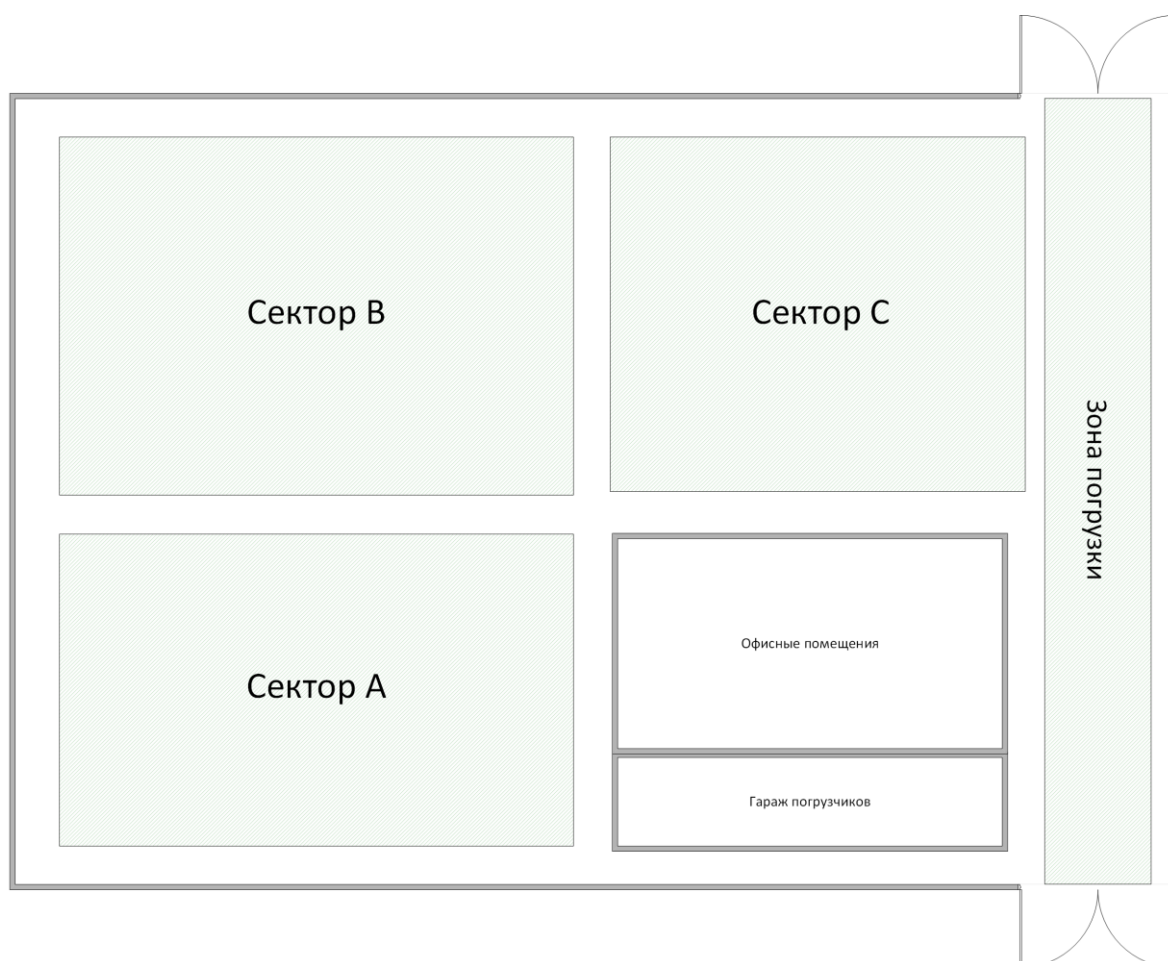 Сектор B
Сектор C
Зона погрузки
Офисные помещения
Сектор A
Гараж погрузчиков